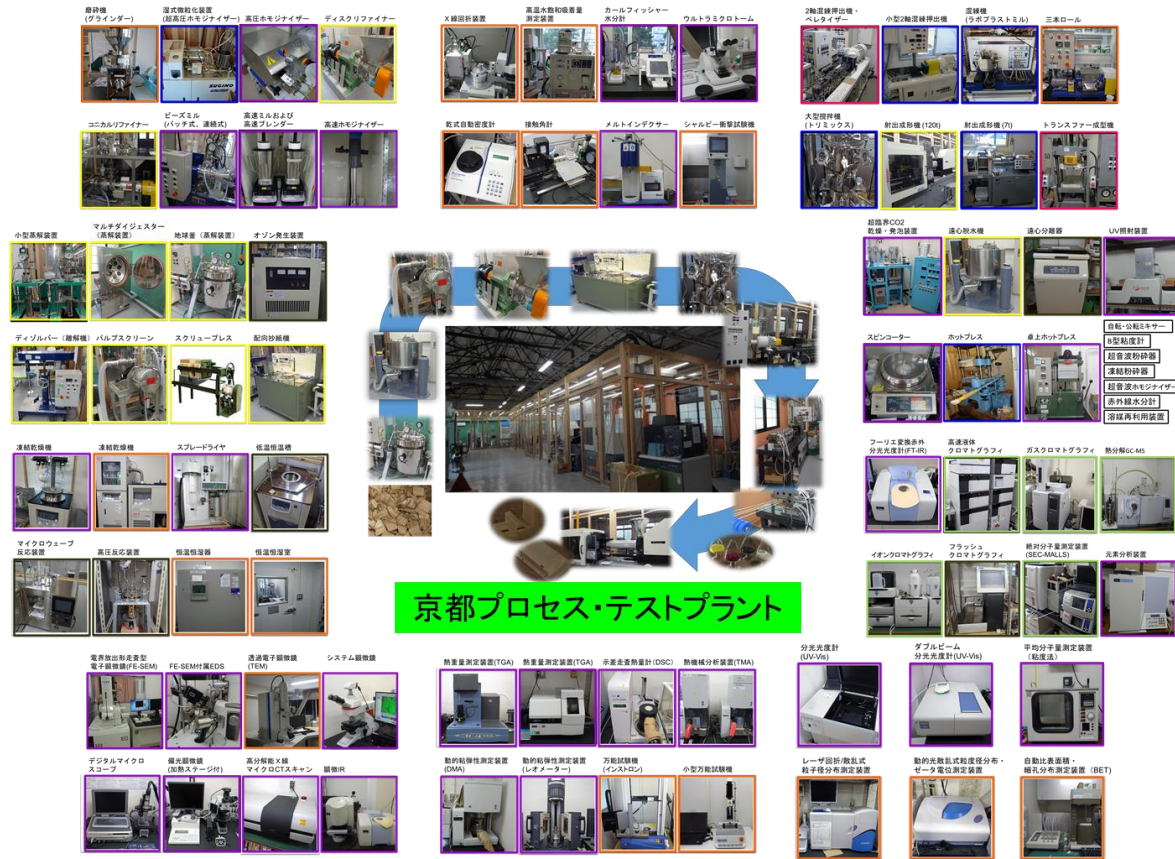 磨砕機
(グラインダー)
湿式微粒化装置
(超高圧ホモジナイザー)
高圧ホモジナイザー
ディスクリファイナー
コニカルリファイナー
ビーズミル
(バッチ式、連続式)
高速ミルおよび
高速ブレンダー
高速ホモジナイザー
X線回折装置
高温水飽和吸着量
測定装置
カールフィッシャー
水分計
ウルトラミクロトーム
乾式自動密度計
接触角計
メルトインデクサー
シャルピー衝撃試験機
2軸混練押出機・
ペレタイザー
小型2軸混練押出機
混練機
(ラボプラストミル)
三本ロール
大型撹拌機
(トリミックス)
射出成形機(120t)
射出成形機(7t)
トランスファー成型機
小型蒸解装置
マルチダイジェスター
(蒸解装置)
地球釜(蒸解装置)
オゾン発生装置
ディゾルバー(離解機)
パルプスクリーン
スクリュープレス
配向抄紙機
凍結乾燥機
凍結乾燥機
スプレードライヤ
低温恒温槽
マイクロウェーブ
反応装置
高圧反応装置
恒温恒湿器
恒温恒湿室
超臨界CO2
乾燥・発泡装置
遠心脱水機
遠心分離器
UV照射装置
スピンコーター
ホットプレス
卓上ホットプレス
自転・公転ミキサー
B型粘度計
超音波粉砕器
凍結粉砕器
超音波ホモジナイザー
赤外線水分計
溶媒再利用装置
フーリエ変換赤外
分光光度計(FT-IR)
高速液体
クロマトグラフィ
ガスクロマトグラフィ
熱分解GC-MS
イオンクロマトグラフィ
フラッシュ
クロマトグラフィ
絶対分子量測定装置
(SEC-MALLS)
元素分析装置
京都プロセス・テストプラント
電界放出形走査型
電子顕微鏡(FE-SEM)
FE-SEM付属EDS
透過電子顕微鏡
(TEM)
システム顕微鏡
デジタルマイクロ
スコープ
偏光顕微鏡
(加熱ステージ付)
高分解能X線
マイクロCTスキャン
顕微IR
熱重量測定装置(TGA)
熱重量測定装置(TGA)
示差走査熱量計(DSC)
熱機械分析装置(TMA)
動的粘弾性測定装置
(DMA)
動的粘弾性測定装置
(レオメーター)
万能試験機
(インストロン)
小型万能試験機
分光光度計
(UV-Vis)
ダブルビーム
分光光度計(UV-Vis)
平均分子量測定装置
(粘度法)
レーザ回折/散乱式
粒子径分布測定装置
動的光散乱式粒度径分布・
ゼータ電位測定装置
自動比表面積・
細孔分布測定装置(BET)
SUGINO